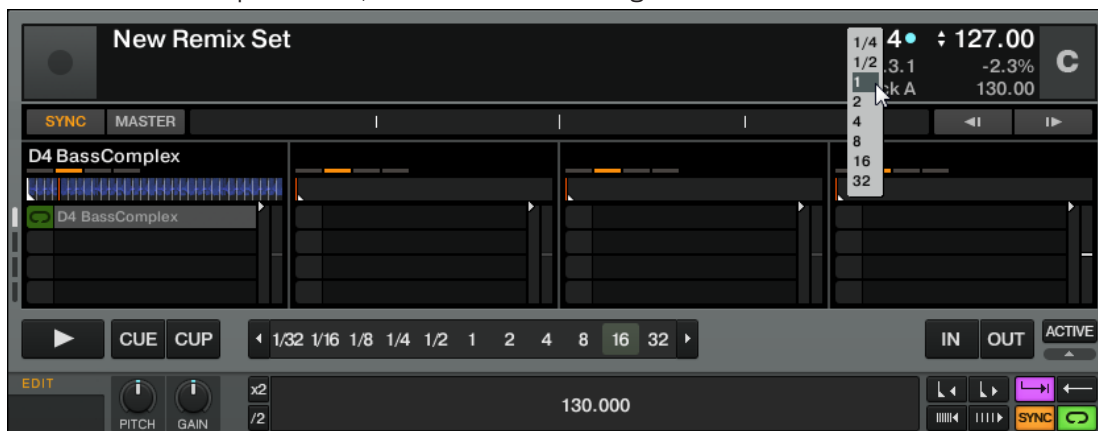 New Remix Set
1/4
1/2
1
2
4
8
16
32
4
.3.1
ck A
127.00
-2.3%
130.00
C
SYNC MASTER
D4 BassComplex
D4 BassComplex
CUE CUP
1/32 1/16 1/8 1/4 1/2 1 2 4 8 16 32
IN OUT ACTIVE
EDIT
PITCH GAIN
x2
/2
130.000
SYNC